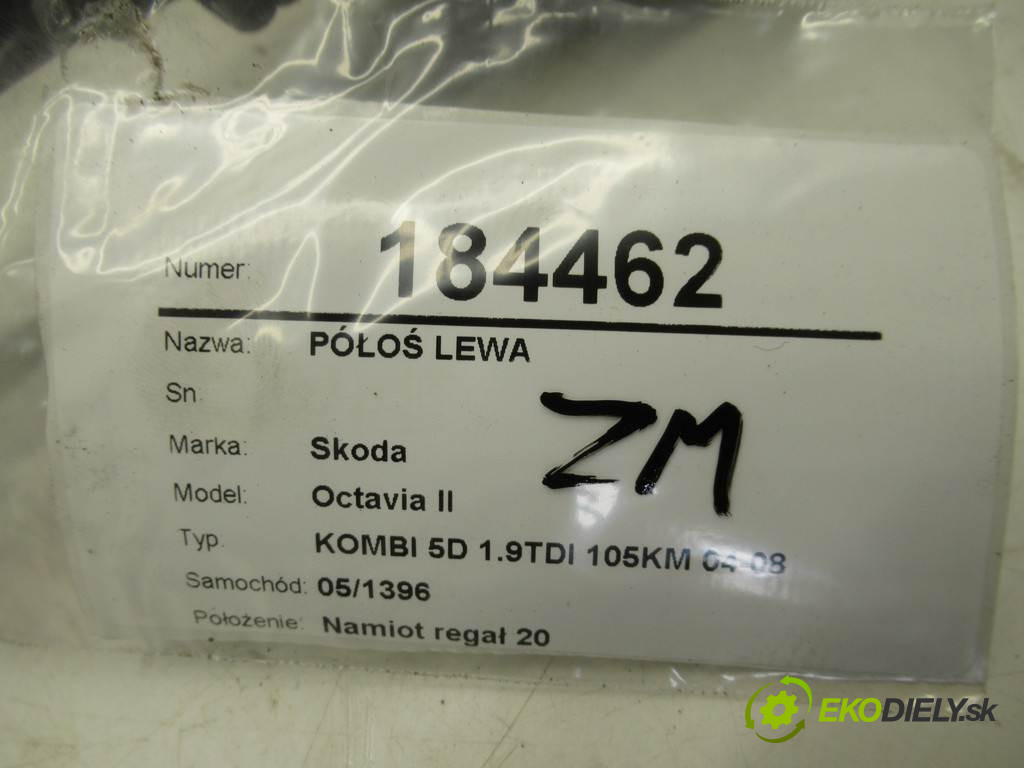 Numer: 184462
Nazwa: PÓŁOŚ LEWA
Sn
ZM
Marka: Skoda
Model: Octavia II
Typ. KOMBI 5D 1.9TDI 105KM 04-08
Samochód: 05/1396
Położenie: Namiot regał 20
EKODIELY.sk